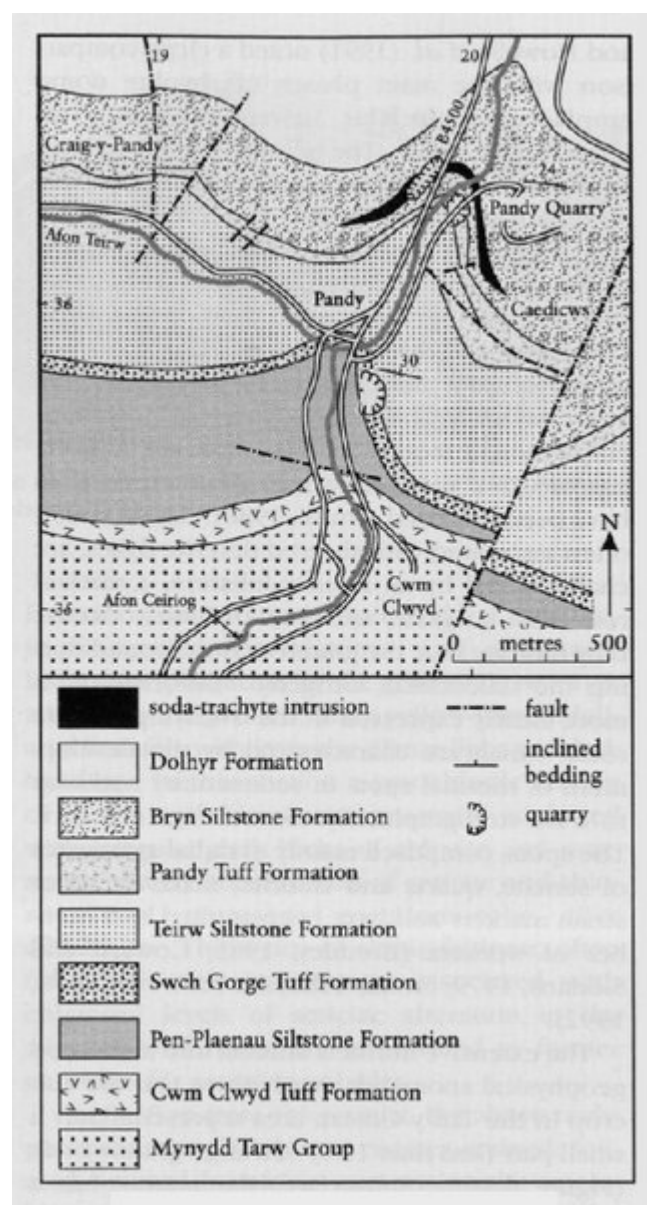 19
20
B4500
Craig-y-Pandy
24
Pandy Quarry
Afon Teirw
36
Pandy
Caedicws
30
N
Cwm
Clwyd
Afon Ceiriog
36
0 metres 500
soda-trachyte intrusion
fault
Dolhyr Formation
inclined
bedding
Bryn Siltstone Formation
quarry
Pandy Tuff Formation
Teirw Siltstone Formation
Swch Gorge Tuff Formation
Pen-Plaenau Siltstone Formation
Cwm Clwyd Tuff Formation
Mynydd Tarw Group